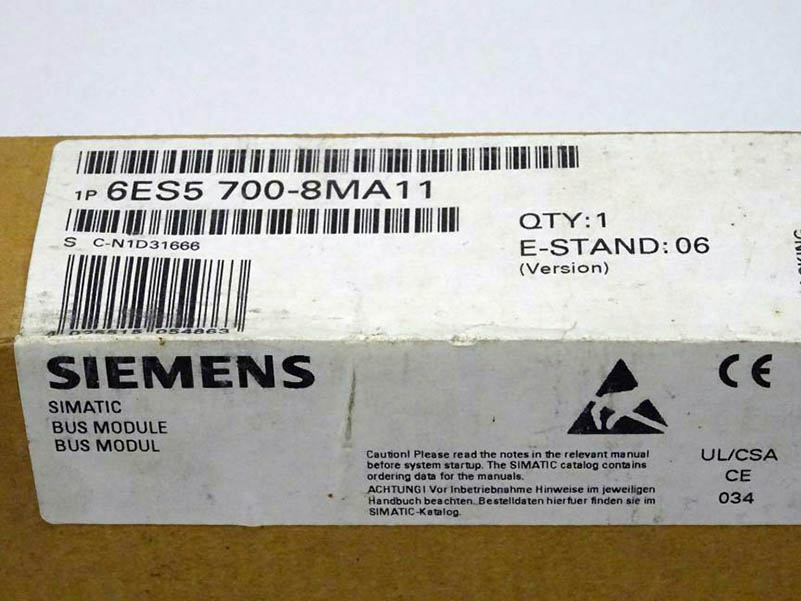 1P 6ES5 700-8MA11
S C-N1D31666
QTY:1
E-STAND: 06
(Version)
SIEMENS
SIMATIC
BUS MODULE
BUS MODUL
Caution! Please read the notes in the relevant manual
before system startup. The SIMATIC catalog contains
ordering data for the manuals.
ACHTUNG! Vor Inbetriebnahme Hinweise im jeweiligen
Handbuch beachten. Bestelldaten hierfuer finden sie im
SIMATIC-Katalog.
CE
UL/CSA
CE
034